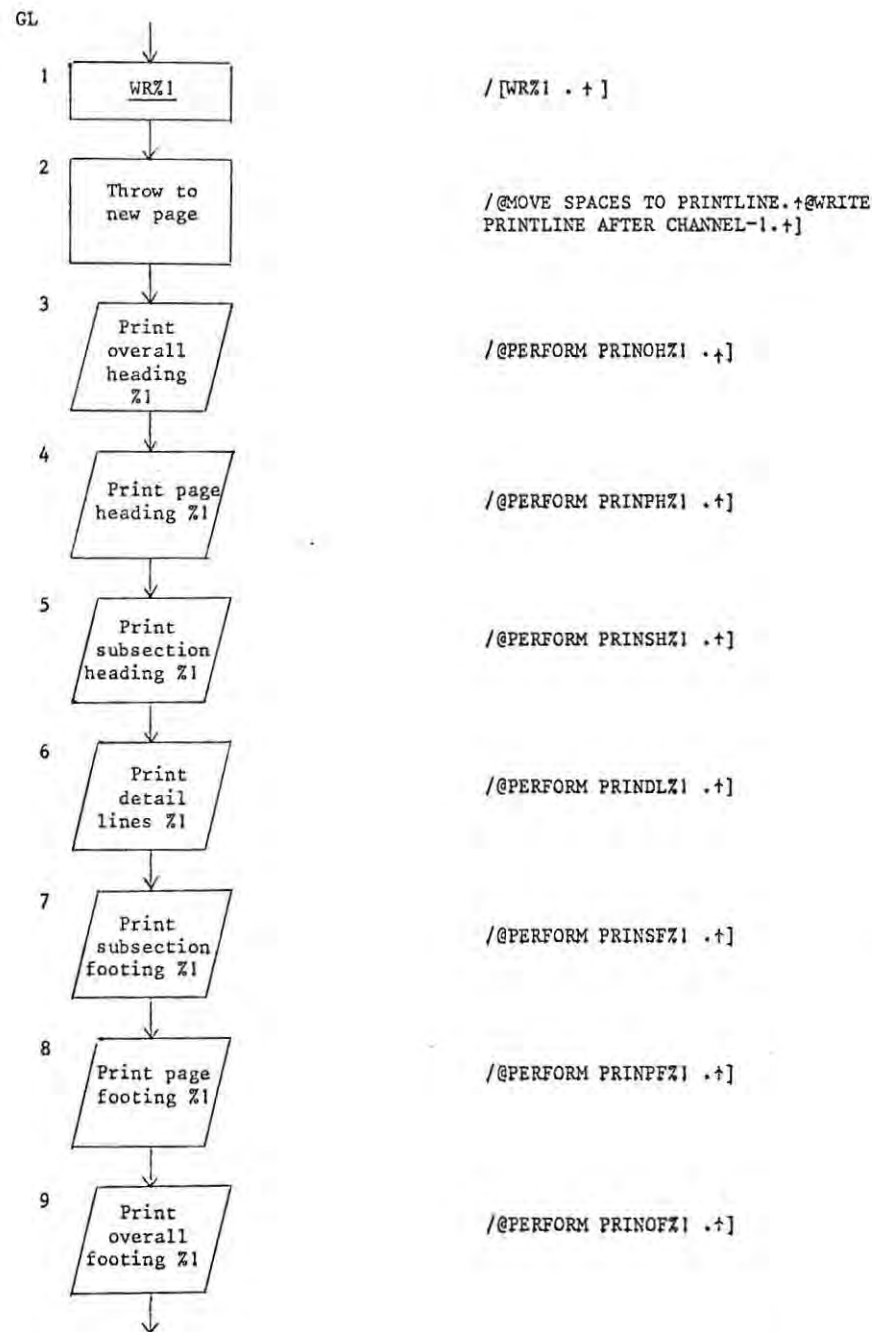 GL
1
WR%1
/[WR%1 . ↑ ]
2
Throw to
new page
/@MOVE SPACES TO PRINTLINE.↑@WRITE
PRINTLINE AFTER CHANNEL-1.↑]
3
Print
overall
heading
%1
/@PERFORM PRINOH%1 .↑]
4
Print page
heading %1
/@PERFORM PRINPH%1 .↑]
5
Print
subsection
heading %1
/@PERFORM PRINSH%1 .↑]
6
Print
detail
lines %1
/@PERFORM PRINDL%1 .↑]
7
Print
subsection
footing %1
/@PERFORM PRINSF%1 .↑]
8
Print page
footing %1
/@PERFORM PRINPF%1 .↑]
9
Print
overall
footing %1
/@PERFORM PRINOF%1 .↑]